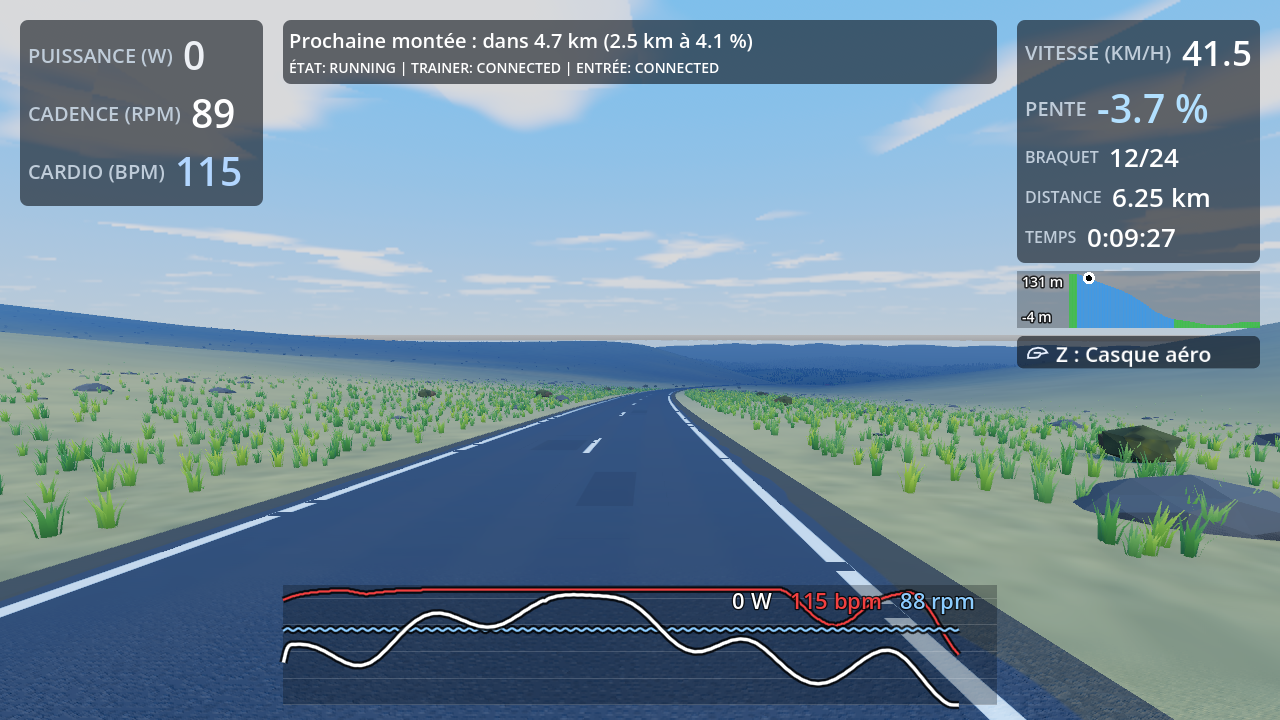 PUISSANCE (W) 0
CADENCE (RPM) 89
CARDIO (BPM) 115
Prochaine montée : dans 4.7 km (2.5 km à 4.1 %)
ÉTAT: RUNNING | TRAINER: CONNECTED | ENTRÉE: CONNECTED
VITESSE (KM/H) 41.5
PENTE -3.7 %
BRAQUET 12/24
DISTANCE 6.25 km
TEMPS 0:09:27
131 m
-4 m
Z : Casque aéro
0 W 115 bpm 88 rpm